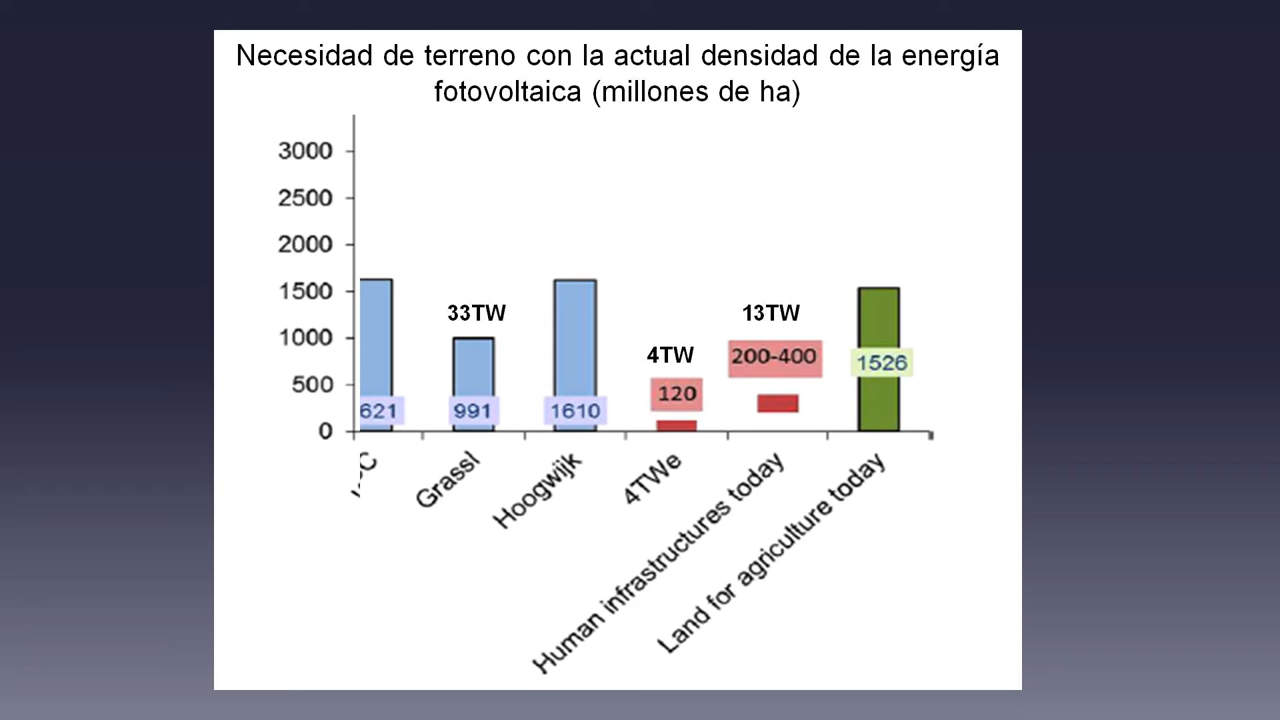 Necesidad de terreno con la actual densidad de la energía
fotovoltaica (millones de ha)
3000
2500
2000
1500
1000
500
0
33TW
4TW
13TW
621
991
1610
120
200-400
1526
Grassl
Hoogwijk
4TWe
Human infrastructures today
Land for agriculture today